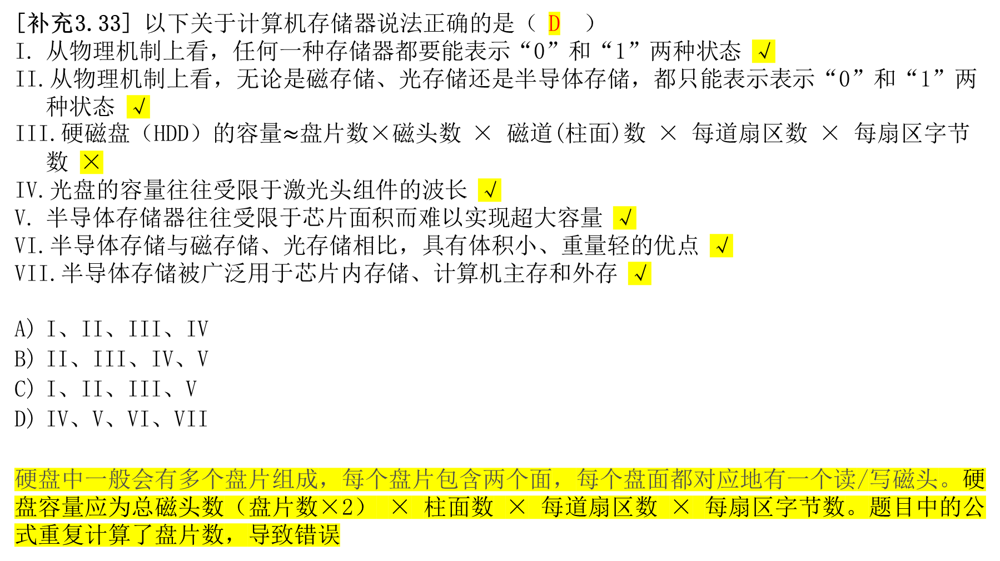 [补充3.33] 以下关于计算机存储器说法正确的是（ D ）
I. 从物理机制上看，任何一种存储器都要能表示“0”和“1”两种状态 √
II.从物理机制上看，无论是磁存储、光存储还是半导体存储，都只能表示表示“0”和“1”两
种状态 √
III.硬磁盘（HDD）的容量≈盘片数×磁头数 × 磁道(柱面)数 × 每道扇区数 × 每扇区字节
数 ×
IV.光盘的容量往往受限于激光头组件的波长 √
V. 半导体存储器往往受限于芯片面积而难以实现超大容量 √
VI.半导体存储与磁存储、光存储相比，具有体积小、重量轻的优点 √
VII.半导体存储被广泛用于芯片内存储、计算机主存和外存 √
A) I、II、III、IV
B) II、III、IV、V
C) I、II、III、V
D) IV、V、VI、VII
硬盘中一般会有多个盘片组成，每个盘片包含两个面，每个盘面都对应地有一个读/写磁头。硬
盘容量应为总磁头数（盘片数×2） × 柱面数 × 每道扇区数 × 每扇区字节数。题目中的公
式重复计算了盘片数，导致错误